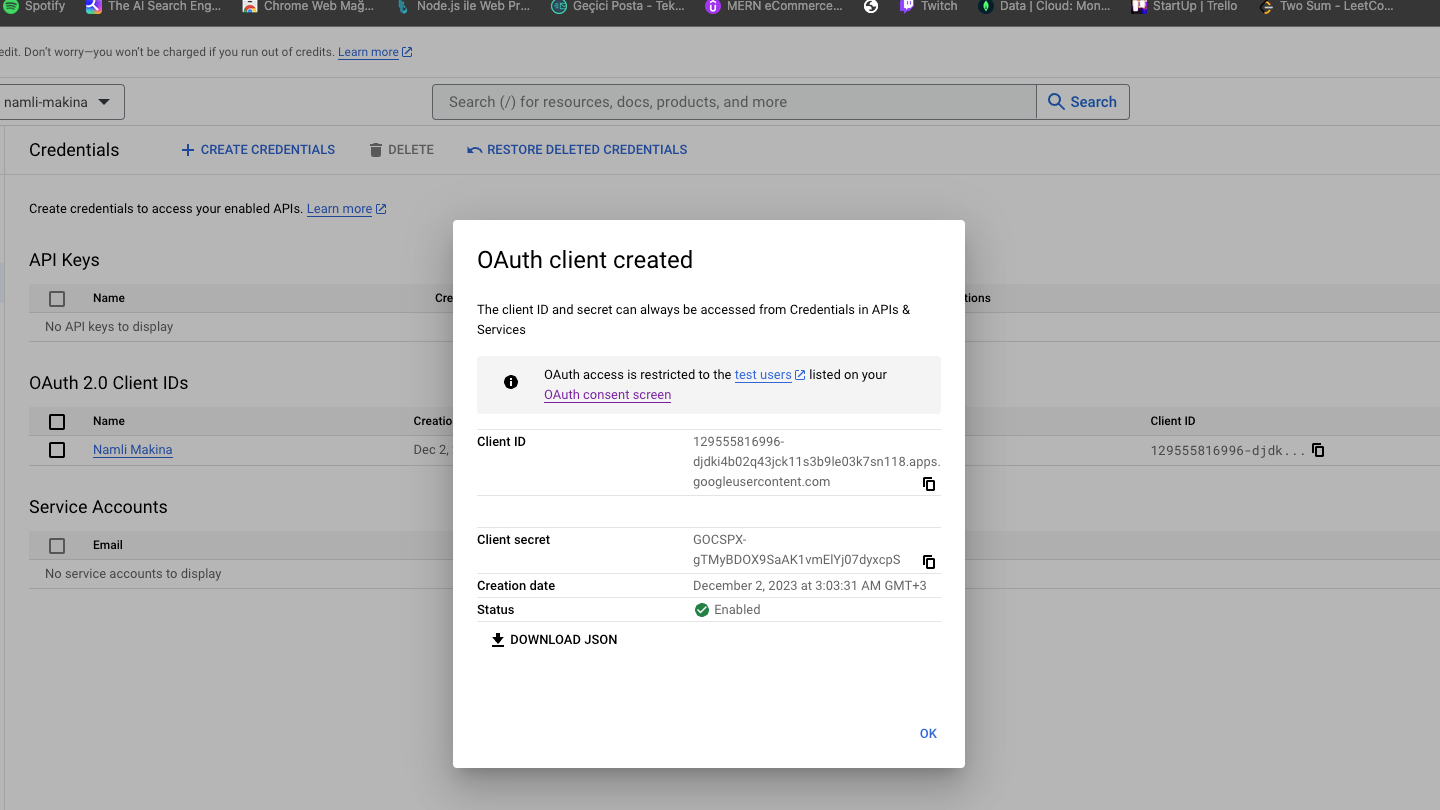 Spotify The AI Search Eng... Chrome Web Mağ... Node.js ile Web Pr... Geçici Posta - Tek... MERN eCommerce... Twitch Data | Cloud: Mon... StartUp | Trello Two Sum - LeetCo...
edit. Don't worry—you won't be charged if you run out of credits. Learn more
namli-makina
Search (/) for resources, docs, products, and more Search
Credentials CREATE CREDENTIALS DELETE RESTORE DELETED CREDENTIALS
Create credentials to access your enabled APIs. Learn more
API Keys
Name Cre tions
No API keys to display
OAuth 2.0 Client IDs
Name Creatio Client ID
Namli Makina Dec 2, 129555816996-djdk...
Service Accounts
Email
No service accounts to display
OAuth client created
The client ID and secret can always be accessed from Credentials in APIs &
Services
OAuth access is restricted to the test users listed on your
OAuth consent screen
Client ID 129555816996-
djdki4b02q43jck11s3b9le03k7sn118.apps.
googleusercontent.com
Client secret GOCSPX-
gTMyBDOX9SaAK1vmElYj07dyxcpS
Creation date December 2, 2023 at 3:03:31 AM GMT+3
Status Enabled
DOWNLOAD JSON
OK